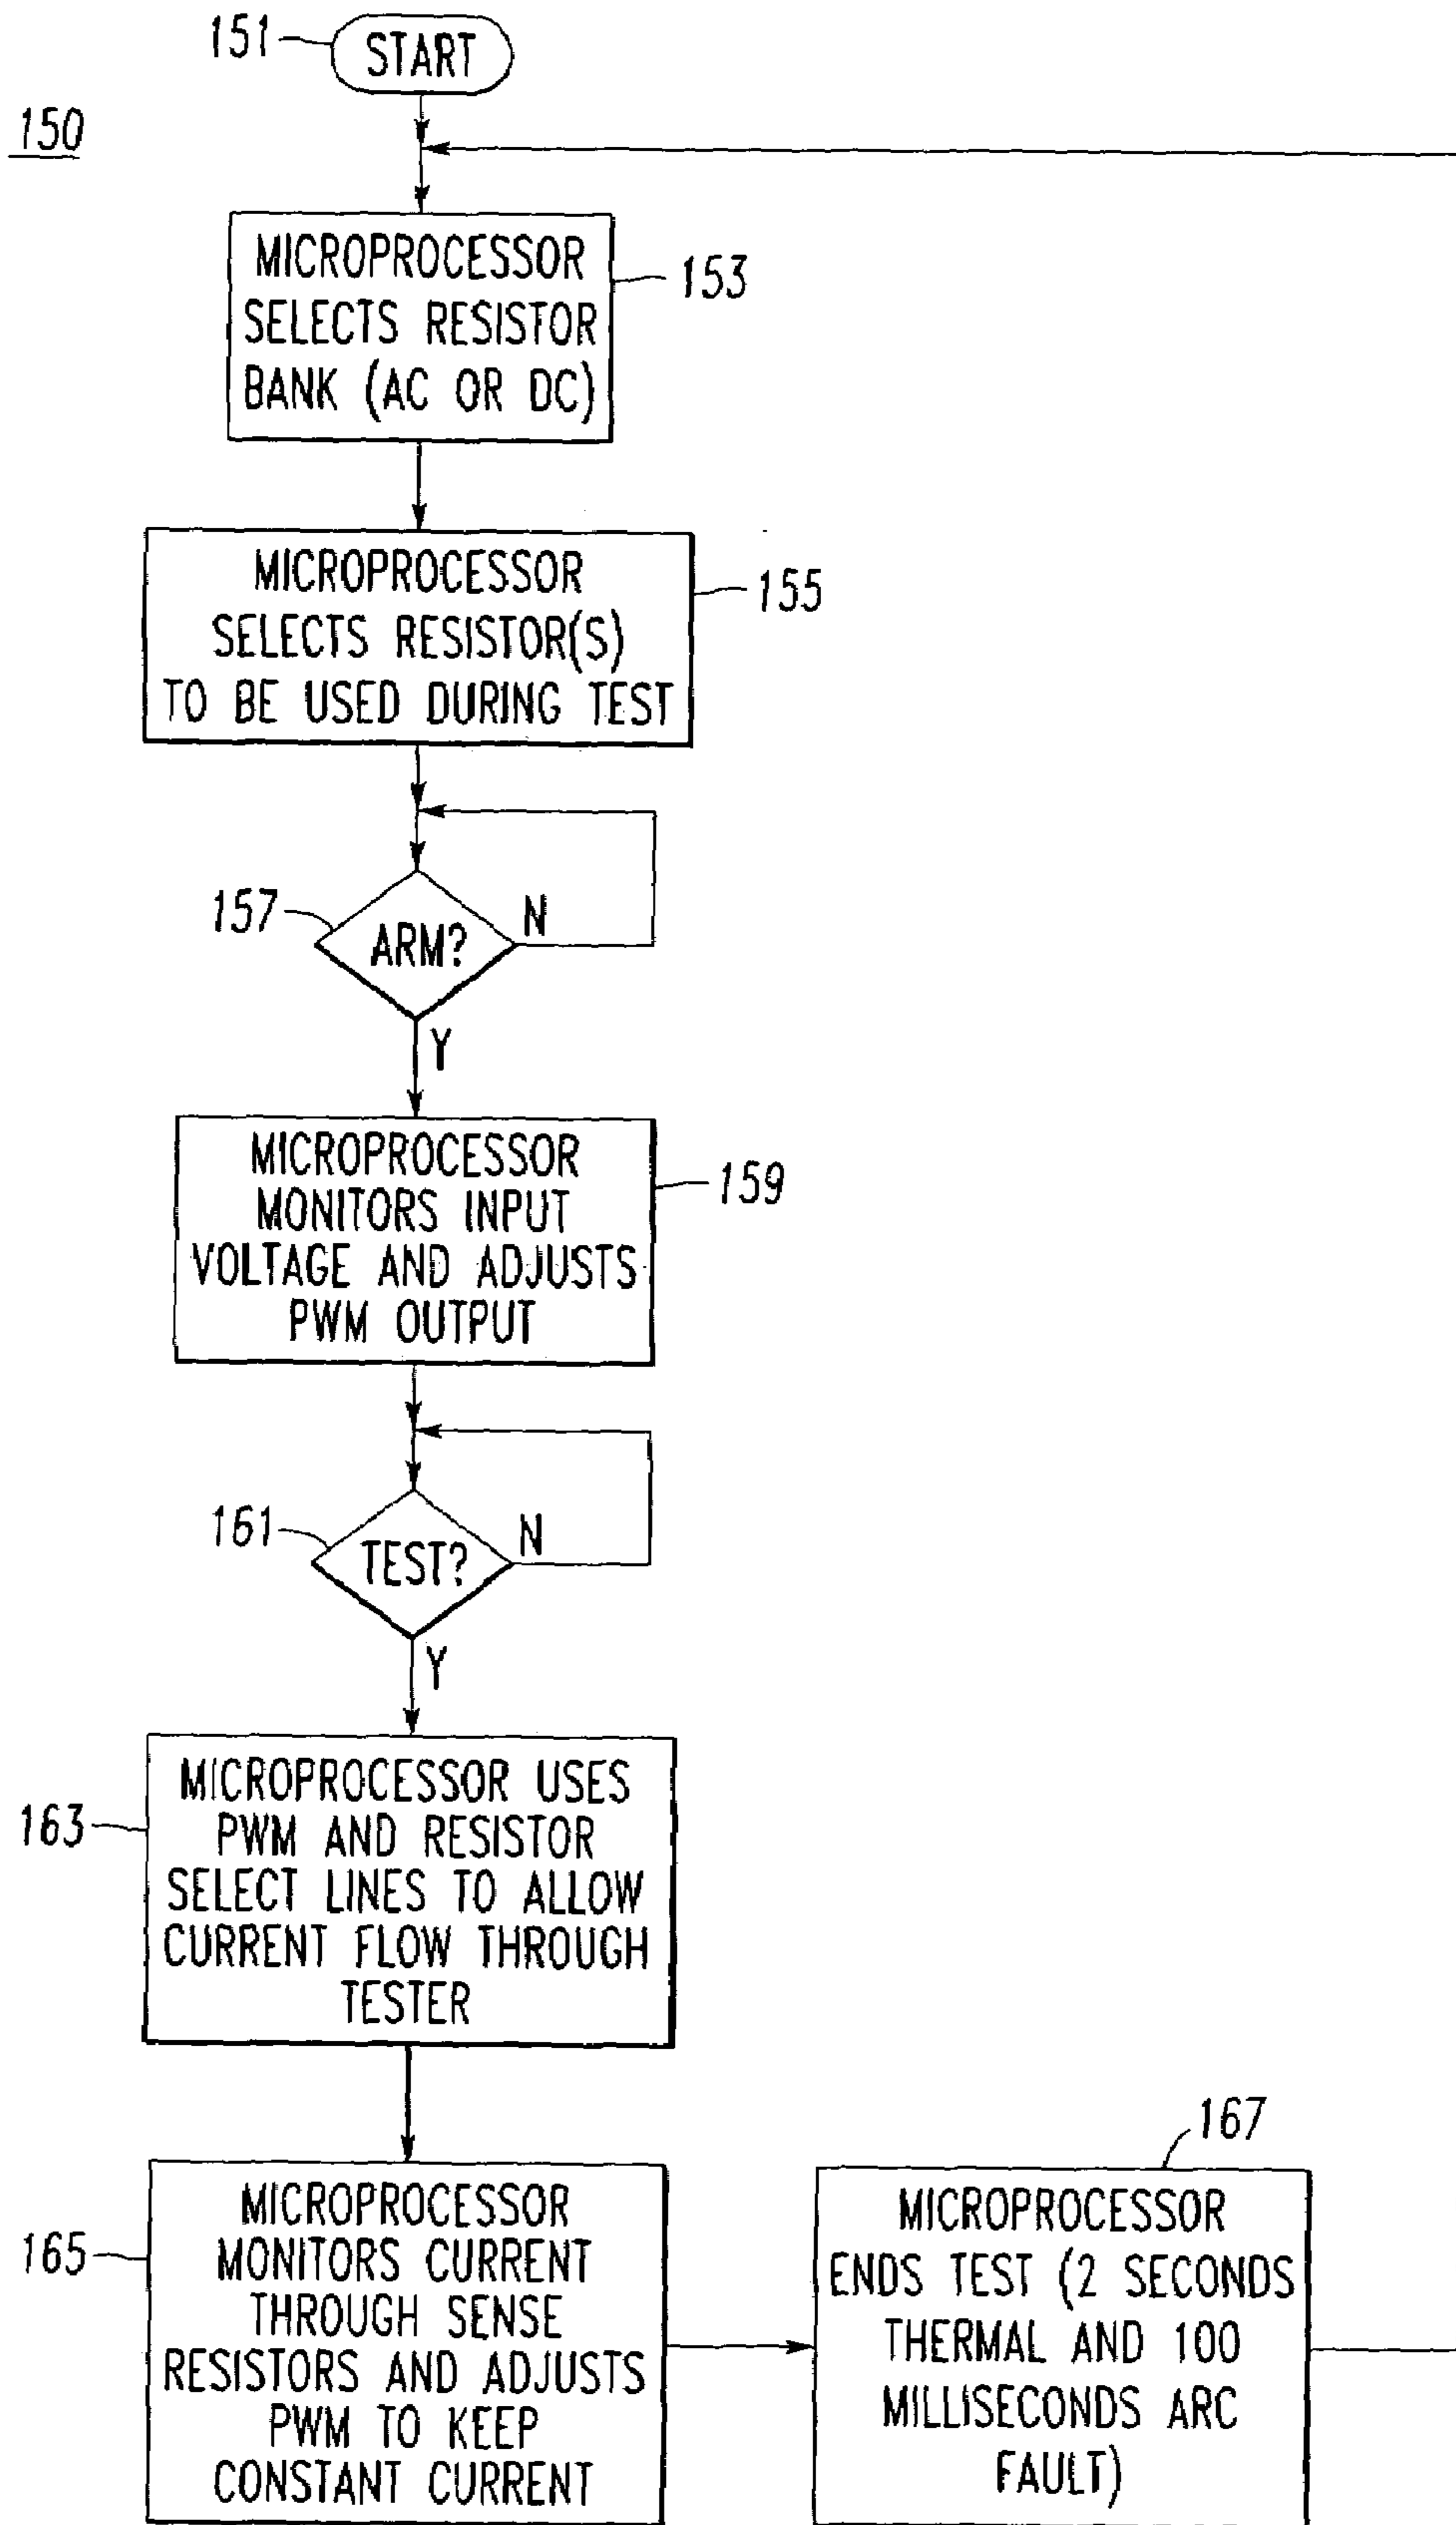 151
START
150
MICROPROCESSOR
SELECTS RESISTOR
BANK (AC OR DC)
153
MICROPROCESSOR
SELECTS RESISTOR(S)
TO BE USED DURING TEST
155
157
ARM?
N
Y
MICROPROCESSOR
MONITORS INPUT
VOLTAGE AND ADJUSTS
PWM OUTPUT
159
161
TEST?
N
Y
163
MICROPROCESSOR USES
PWM AND RESISTOR
SELECT LINES TO ALLOW
CURRENT FLOW THROUGH
TESTER
165
MICROPROCESSOR
MONITORS CURRENT
THROUGH SENSE
RESISTORS AND ADJUSTS
PWM TO KEEP
CONSTANT CURRENT
167
MICROPROCESSOR
ENDS TEST (2 SECONDS
THERMAL AND 100
MILLISECONDS ARC
FAULT)